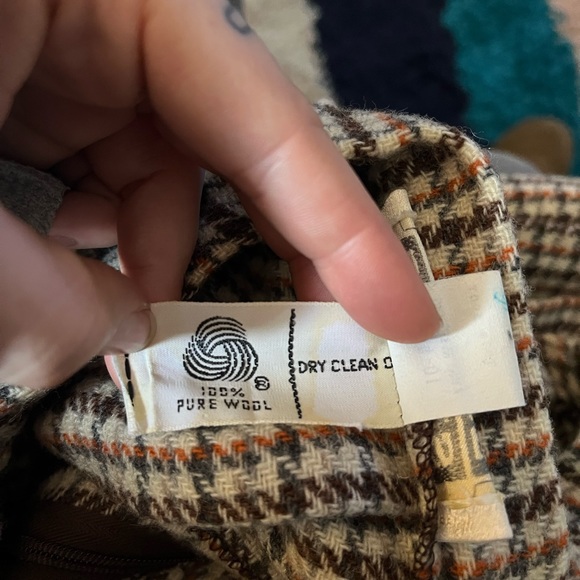 100%
PURE WOOL
®
DRY CLEAN O